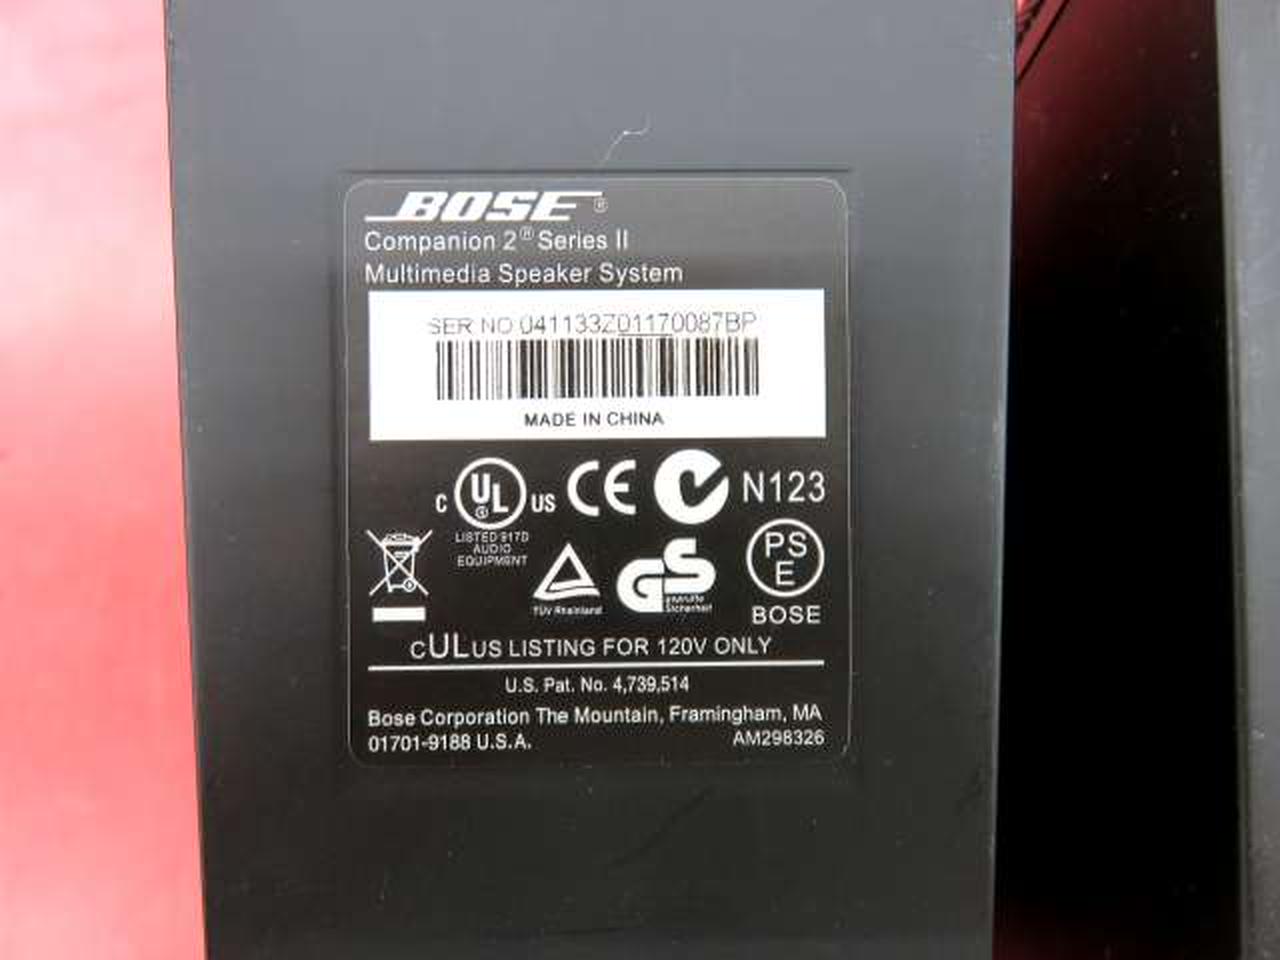 BOSE®
Companion 2® Series II
Multimedia Speaker System
SER NO 041133Z01170087BP
MADE IN CHINA
C UL US CE N123
LISTED 917D
AUDIO
EQUIPMENT
TÜV Rheinland
GS
geprüfte
Sicherheit
PS
E
BOSE
CULUS LISTING FOR 120V ONLY
U.S. Pat. No. 4,739,514
Bose Corporation The Mountain, Framingham, MA
01701-9188 U.S.A. AM298326